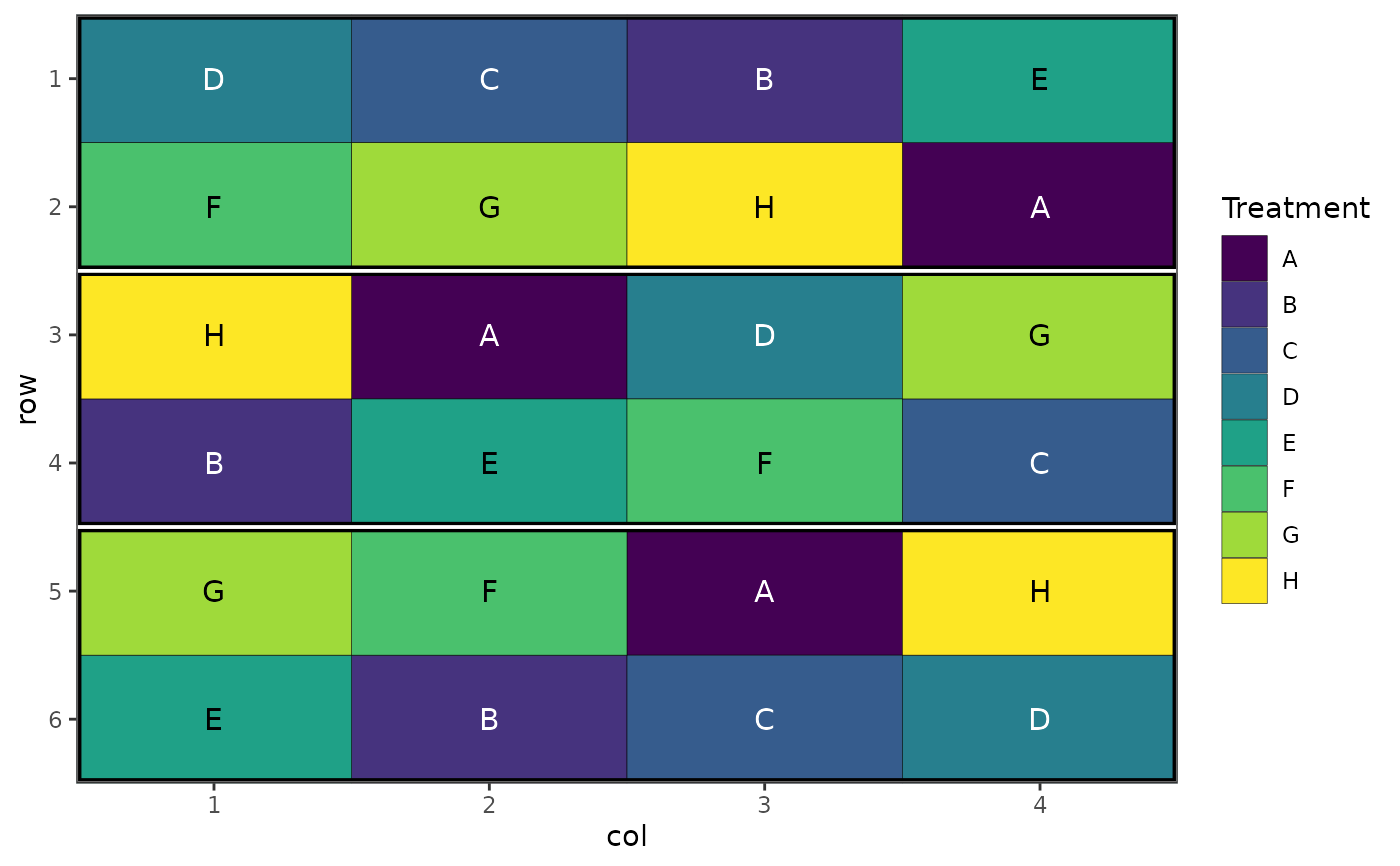 1 D C B E
2 F G H A
3 H A D G
4 B E F C
5 G F A H
6 E B C D
1 2 3 4
col
row
Treatment
A
B
C
D
E
F
G
H